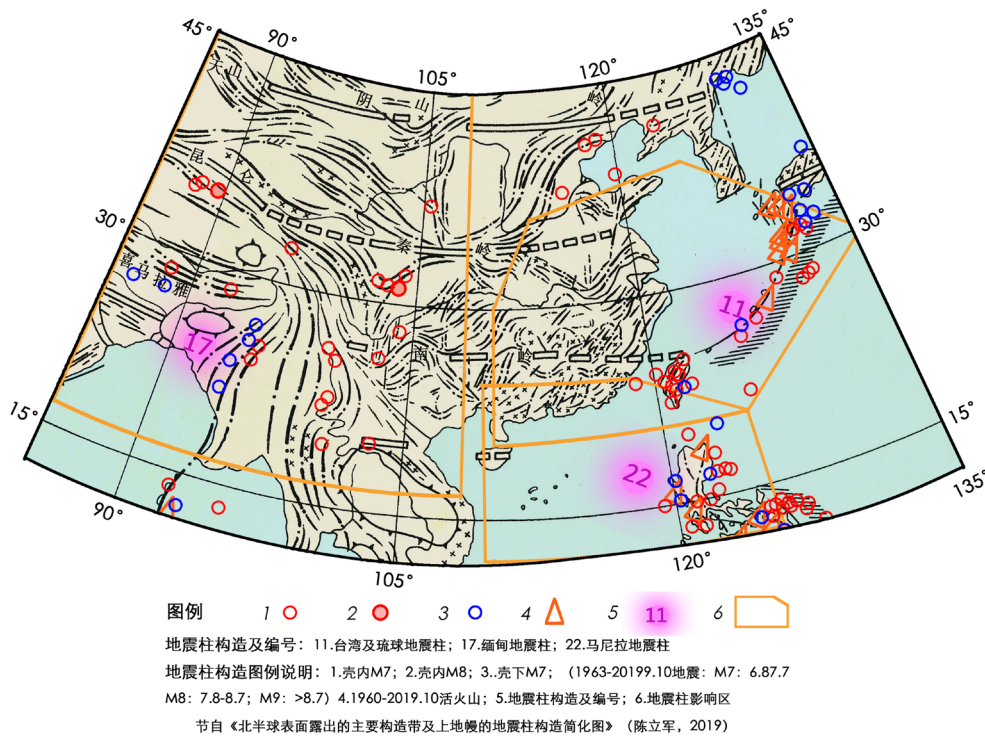 45°
90°
105°
120°
135°
45°
天山
阴
山
岭
昆
仑
30°
秦
岭
30°
喜马拉雅
11
17
南
岭
15°
22
15°
90°
105°
120°
135°
图例 1 2 3 4 5 11 6
地震柱构造及编号：11.台湾及琉球地震柱；17.缅甸地震柱；22.马尼拉地震柱
地震柱构造图例说明：1.壳内M7；2.壳内M8；3..壳下M7；（1963-20199.10地震：M7：6.87.7
M8：7.8-8.7；M9：>8.7）4.1960-2019.10活火山；5.地震柱构造及编号；6.地震柱影响区
节自《北半球表面露出的主要构造带及上地幔的地震柱构造简化图》（陈立军，2019）